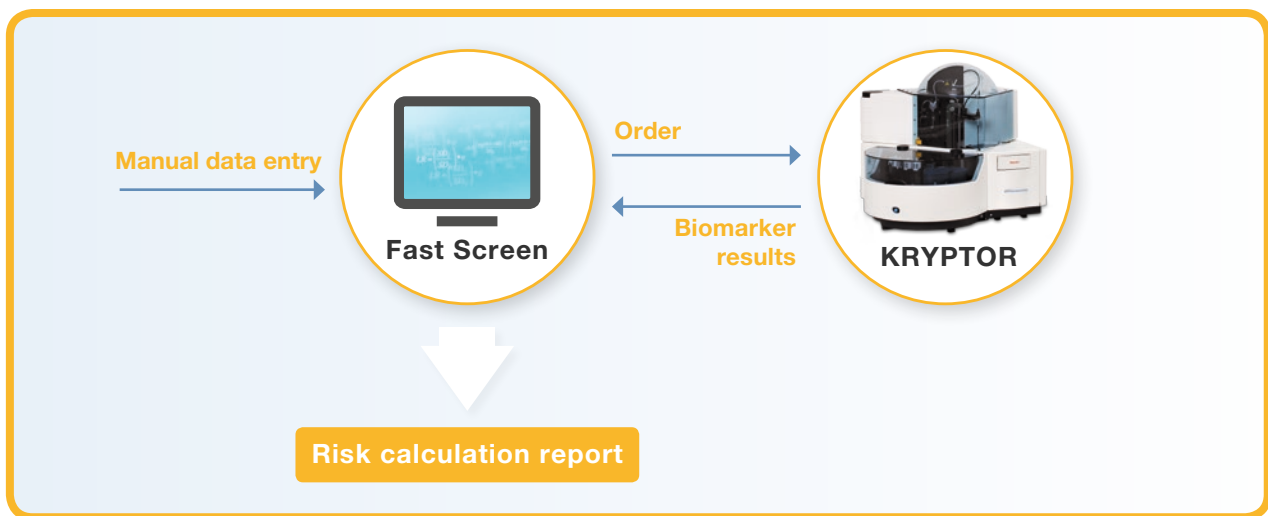 Manual data entry
Order
Biomarker
results
Fast Screen
KRYPTOR
Risk calculation report